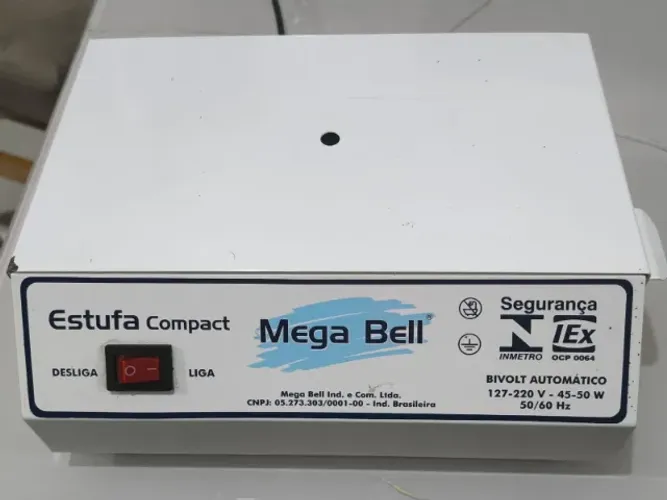 Estufa Compact
DESLIGA
LIGA
Mega Bell
Mega Bell Ind. e Com. Ltda.
CNPJ: 05.273.303/0001-00 - Ind. Brasileira
Segurança
INMETRO
IEx
OCP 0064
BIVOLT AUTOMÁTICO
127-220 V - 45-50 W
50/60 Hz